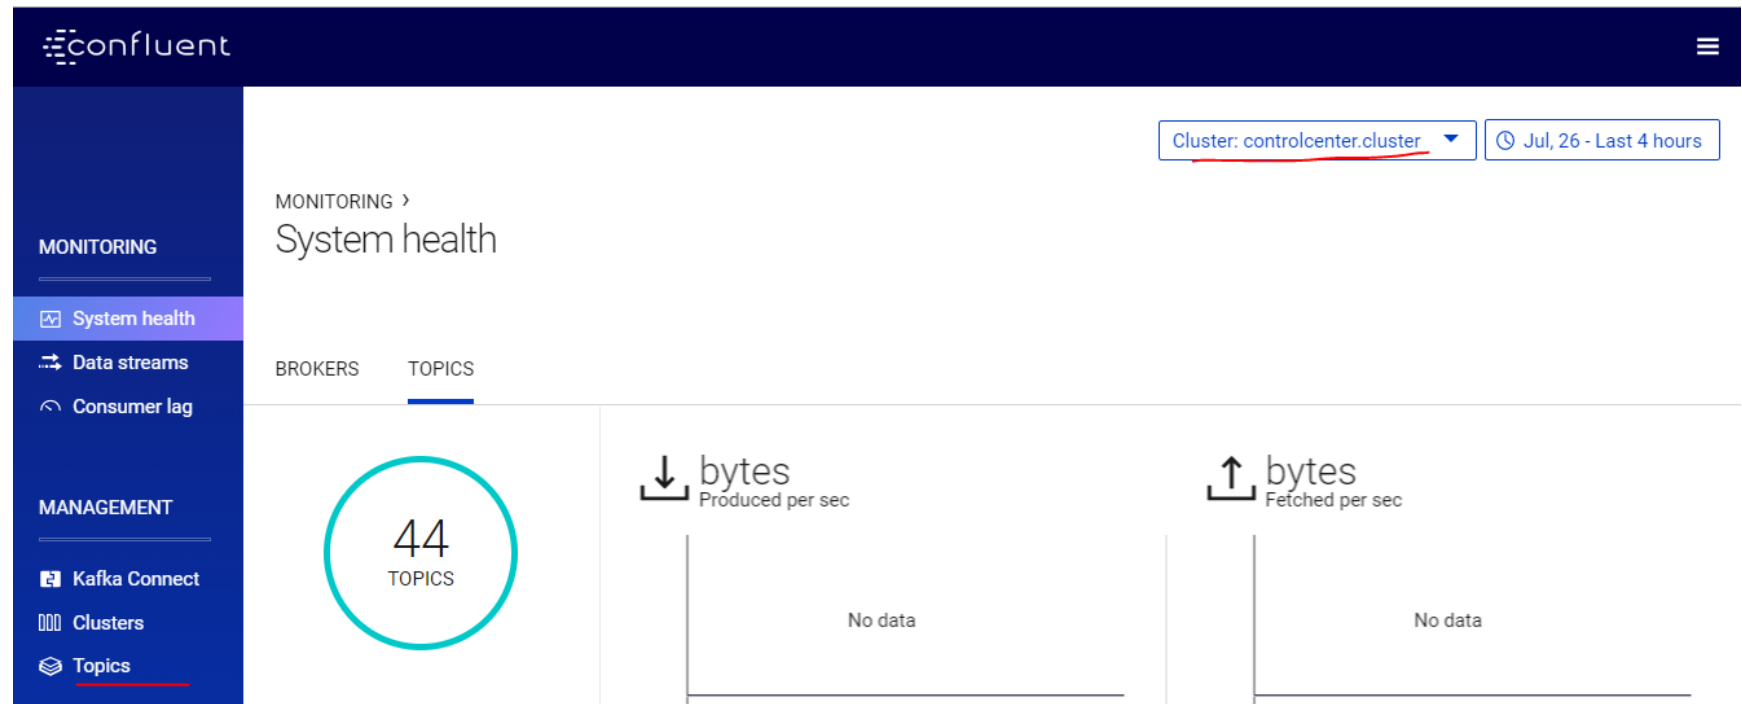 confluent
Cluster: controlcenter.cluster
Jul, 26 - Last 4 hours
MONITORING ›
System health
MONITORING
System health
Data streams
Consumer lag
MANAGEMENT
Kafka Connect
Clusters
Topics
BROKERS TOPICS
44
TOPICS
bytes
Produced per sec
No data
bytes
Fetched per sec
No data